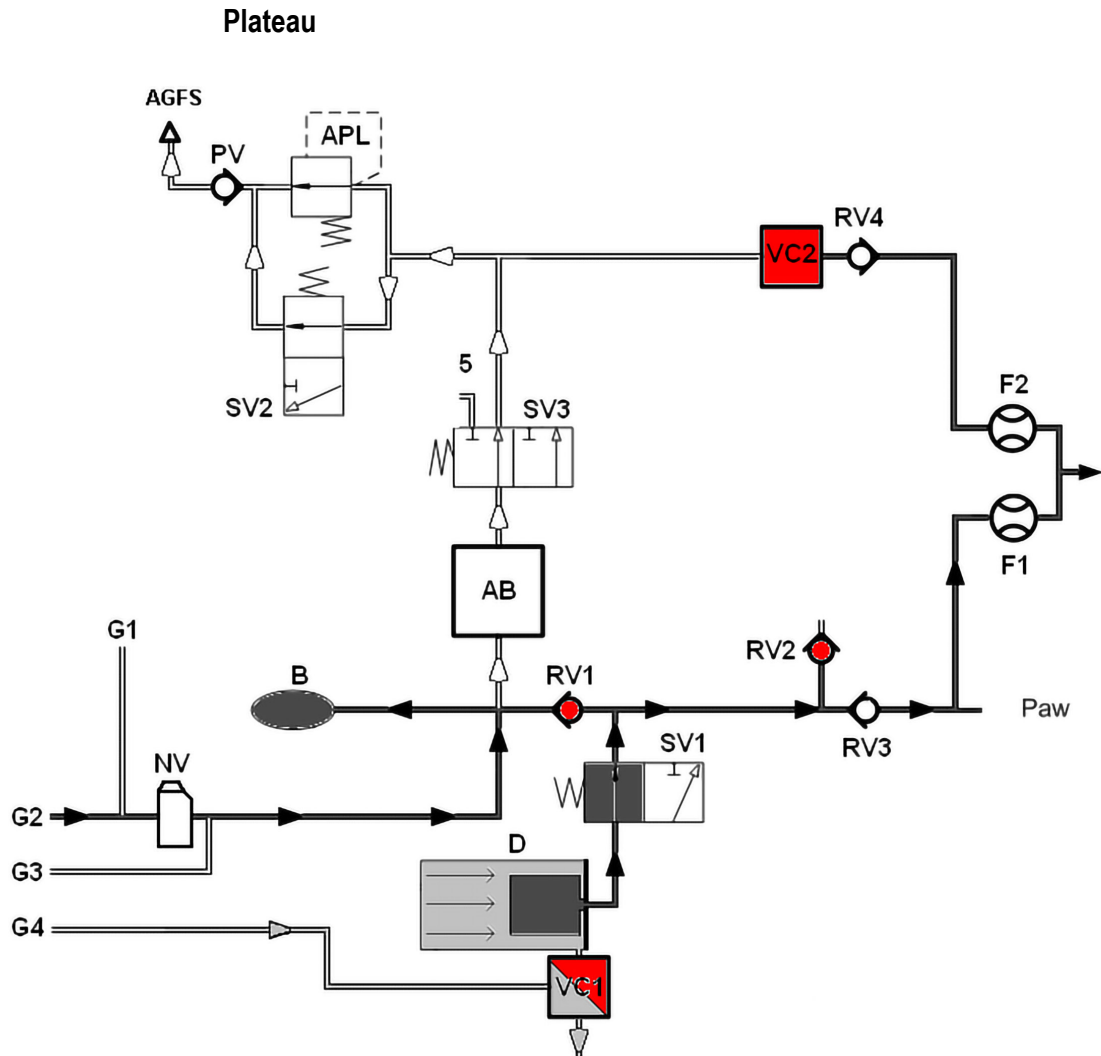 Plateau
AGFS
PV
APL
RV4
VC2
5
SV2
SV3
F2
F1
AB
G1
B
RV1
RV2
Paw
NV
SV1
RV3
G2
D
G3
G4
VC1